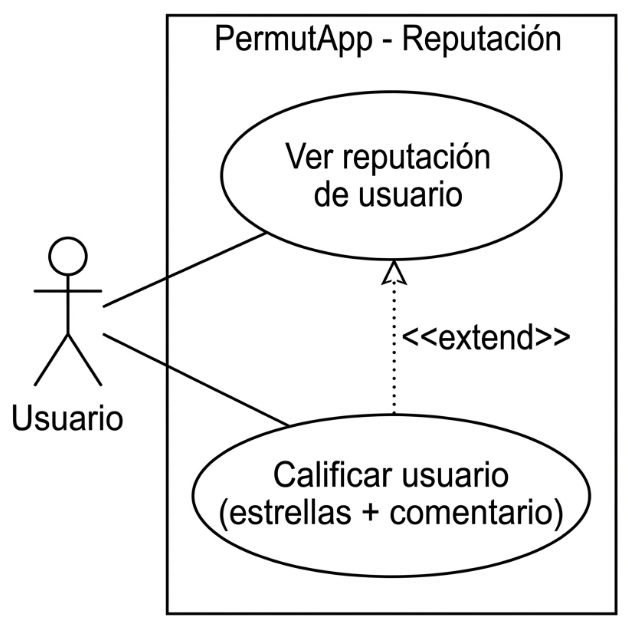 PermutApp - Reputación
Ver reputación
de usuario
<<extend>>
Usuario
Calificar usuario
(estrellas + comentario)